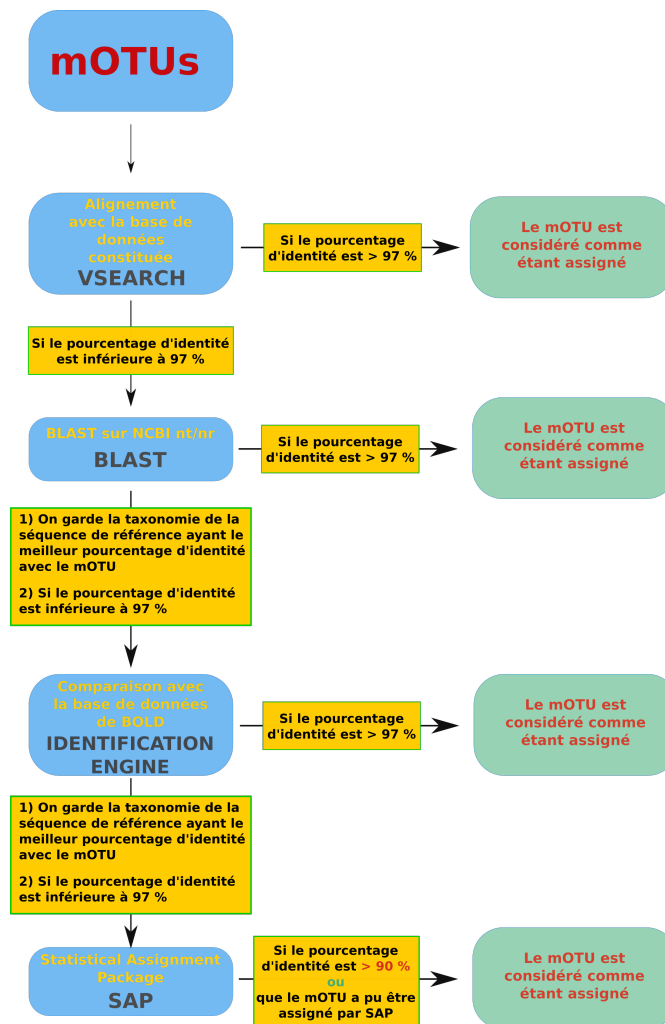 mOTUs
Alignement
avec la base de
données
constituée
VSEARCH
Si le pourcentage
d'identité est > 97 %
Le mOTU est
considéré comme
étant assigné
Si le pourcentage d'identité
est inférieure à 97 %
BLAST sur NCBI nt/nr
BLAST
Si le pourcentage
d'identité est > 97 %
Le mOTU est
considéré comme
étant assigné
1) On garde la taxonomie de la
séquence de référence ayant le
meilleur pourcentage d'identité
avec le mOTU
2) Si le pourcentage d'identité
est inférieure à 97 %
Comparaison avec
la base de données
de BOLD
IDENTIFICATION
ENGINE
Si le pourcentage
d'identité est > 97 %
Le mOTU est
considéré comme
étant assigné
1) On garde la taxonomie de la
séquence de référence ayant le
meilleur pourcentage d'identité
avec le mOTU
2) Si le pourcentage d'identité
est inférieure à 97 %
Statistical Assignment
Package
SAP
Si le pourcentage
d'identité est > 90 %
ou
que le mOTU a pu être
assigné par SAP
Le mOTU est
considéré comme
étant assigné